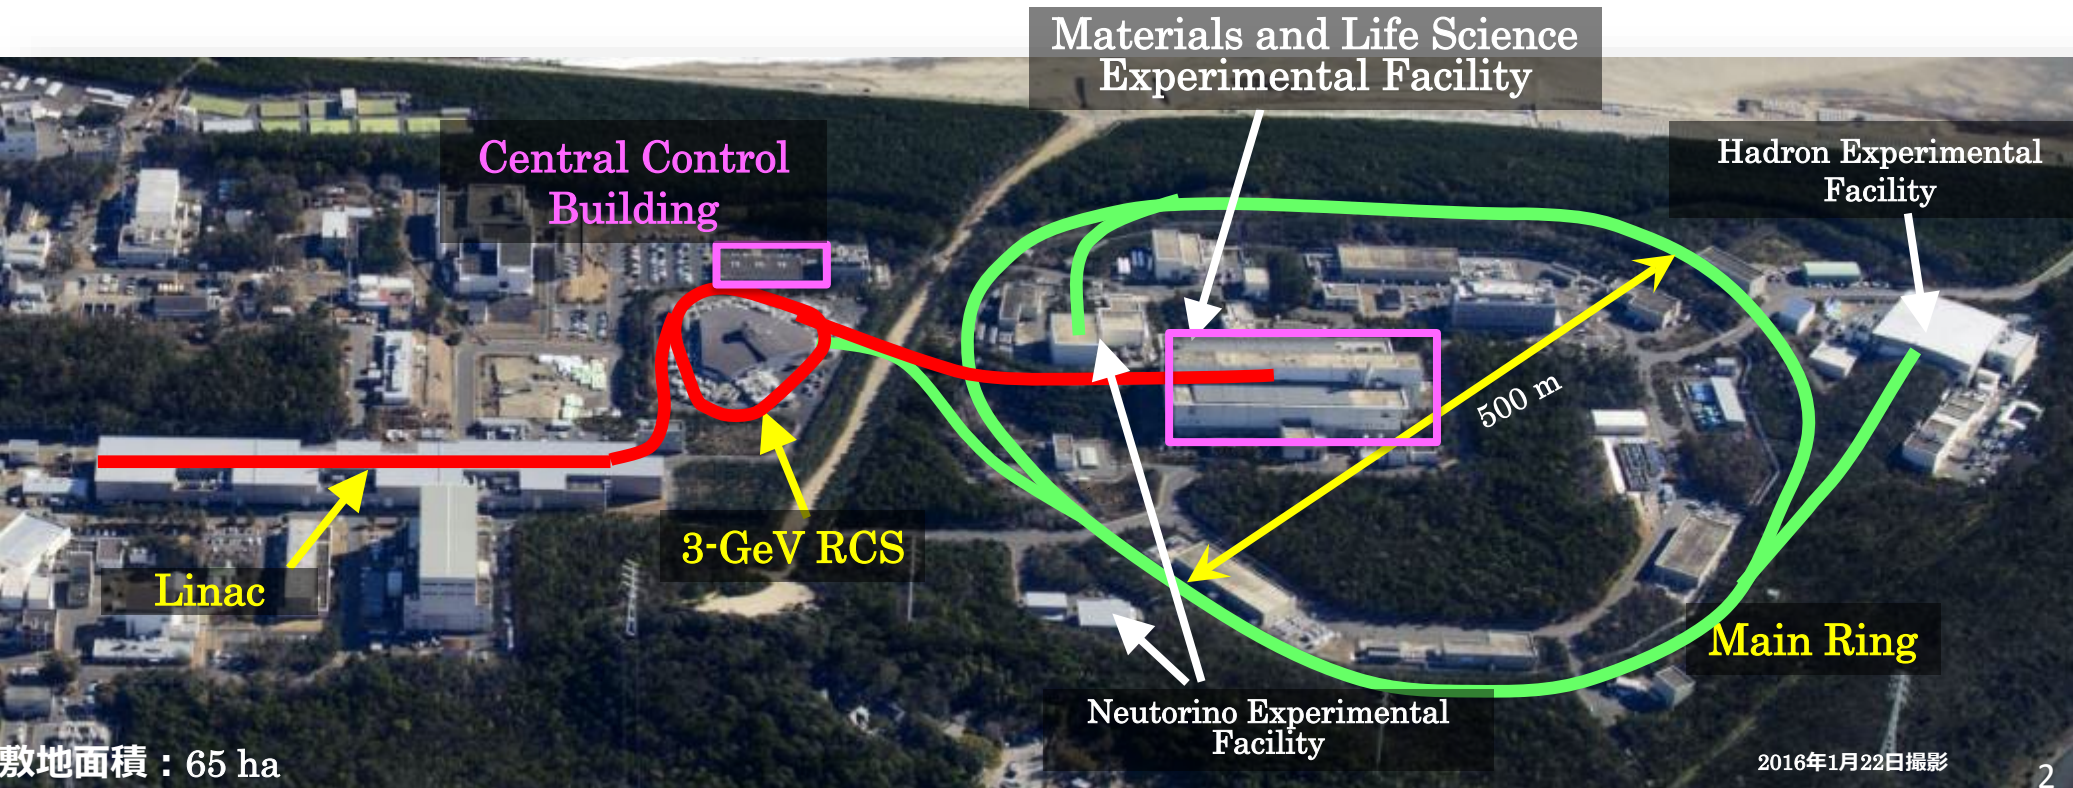 Materials and Life Science
Experimental Facility
Central Control
Building
Hadron Experimental
Facility
500 m
3-GeV RCS
Linac
Main Ring
Neutorino Experimental
Facility
敷地面積：65 ha
2016年1月22日撮影
2